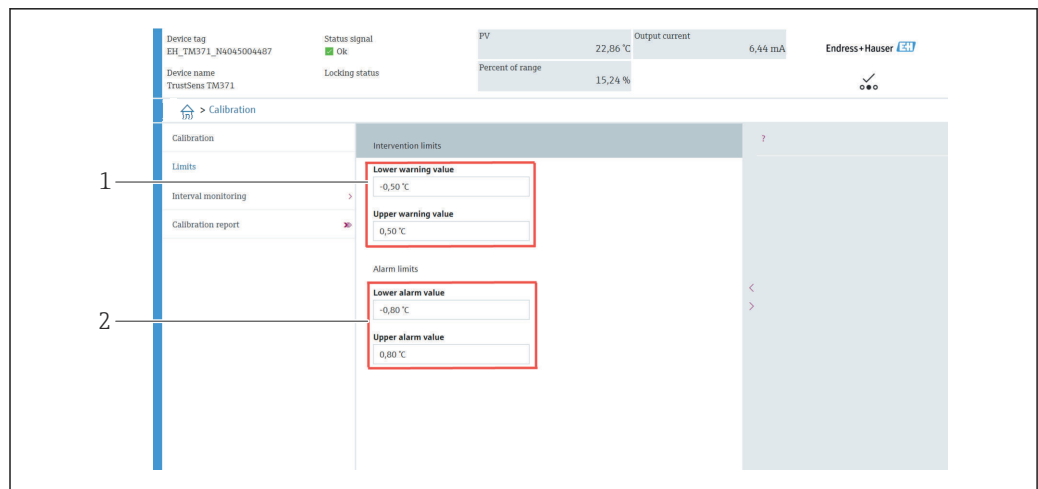 Device tag
EH_TM371_N4045004487
Status signal
Ok
PV
22,86 °C
Output current
6,44 mA
Endress+Hauser EH
Device name
TrustSens TM371
Locking status
Percent of range
15,24 %
> Calibration
Calibration
Limits
Interval monitoring >
Calibration report
Intervention limits
1
Lower warning value
-0,50 °C
Upper warning value
0,50 °C
Alarm limits
2
Lower alarm value
-0,80 °C
Upper alarm value
0,80 °C
?
<
>